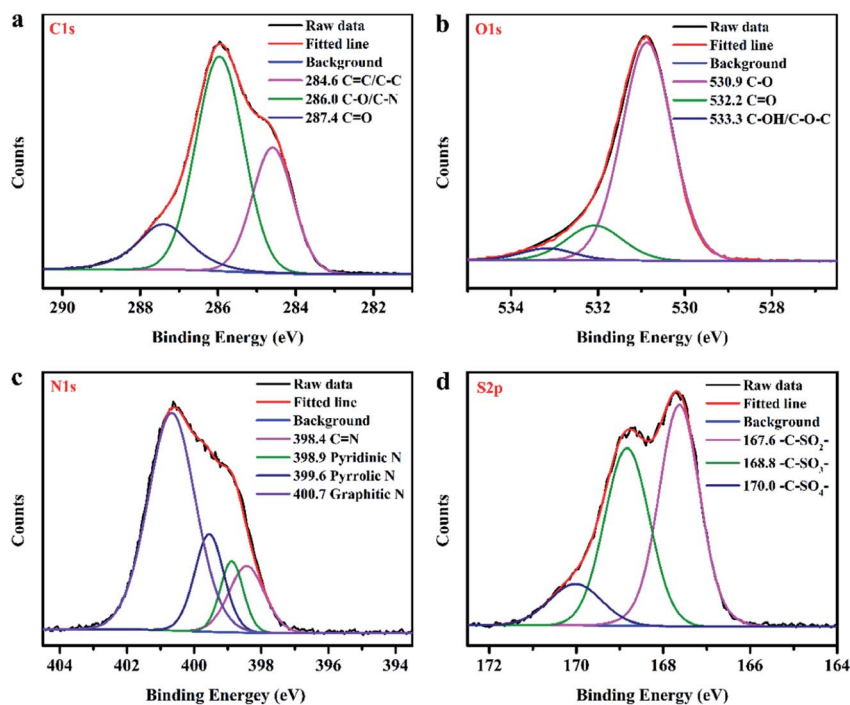 a
C1s
Raw data
Fitted line
Background
284.6 C=C/C-C
286.0 C-O/C-N
287.4 C=O
Counts
290 288 286 284 282
Binding Energy (eV)
b
O1s
Raw data
Fitted line
Background
530.9 C-O
532.2 C=O
533.3 C-OH/C-O-C
Counts
534 532 530 528
Binding Energy (eV)
c
N1s
Raw data
Fitted line
Background
398.4 C=N
398.9 Pyridinic N
399.6 Pyrrolic N
400.7 Graphitic N
Counts
404 402 400 398 396 394
Binding Energey (eV)
d
S2p
Raw data
Fitted line
Background
167.6 -C-SO₂-
168.8 -C-SO₃-
170.0 -C-SO₄-
Counts
172 170 168 166 164
Binding Energy (eV)